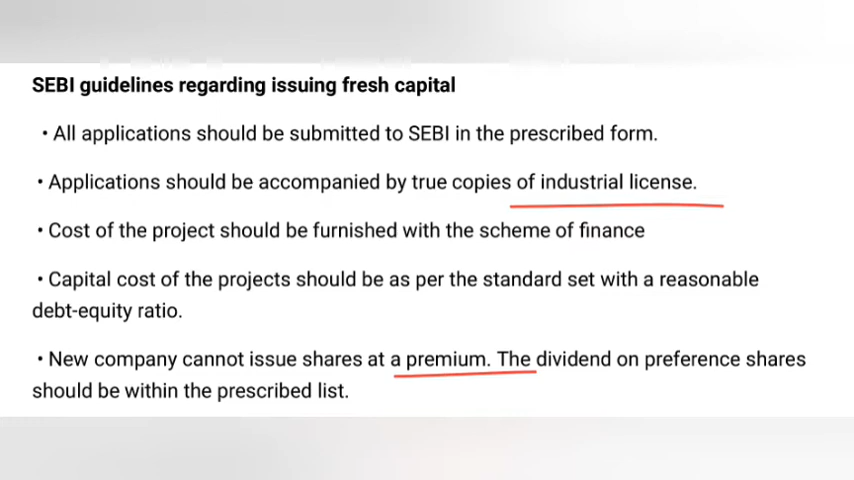 SEBI guidelines regarding issuing fresh capital
• All applications should be submitted to SEBI in the prescribed form.
• Applications should be accompanied by true copies of industrial license.
• Cost of the project should be furnished with the scheme of finance
• Capital cost of the projects should be as per the standard set with a reasonable
debt-equity ratio.
• New company cannot issue shares at a premium. The dividend on preference shares
should be within the prescribed list.